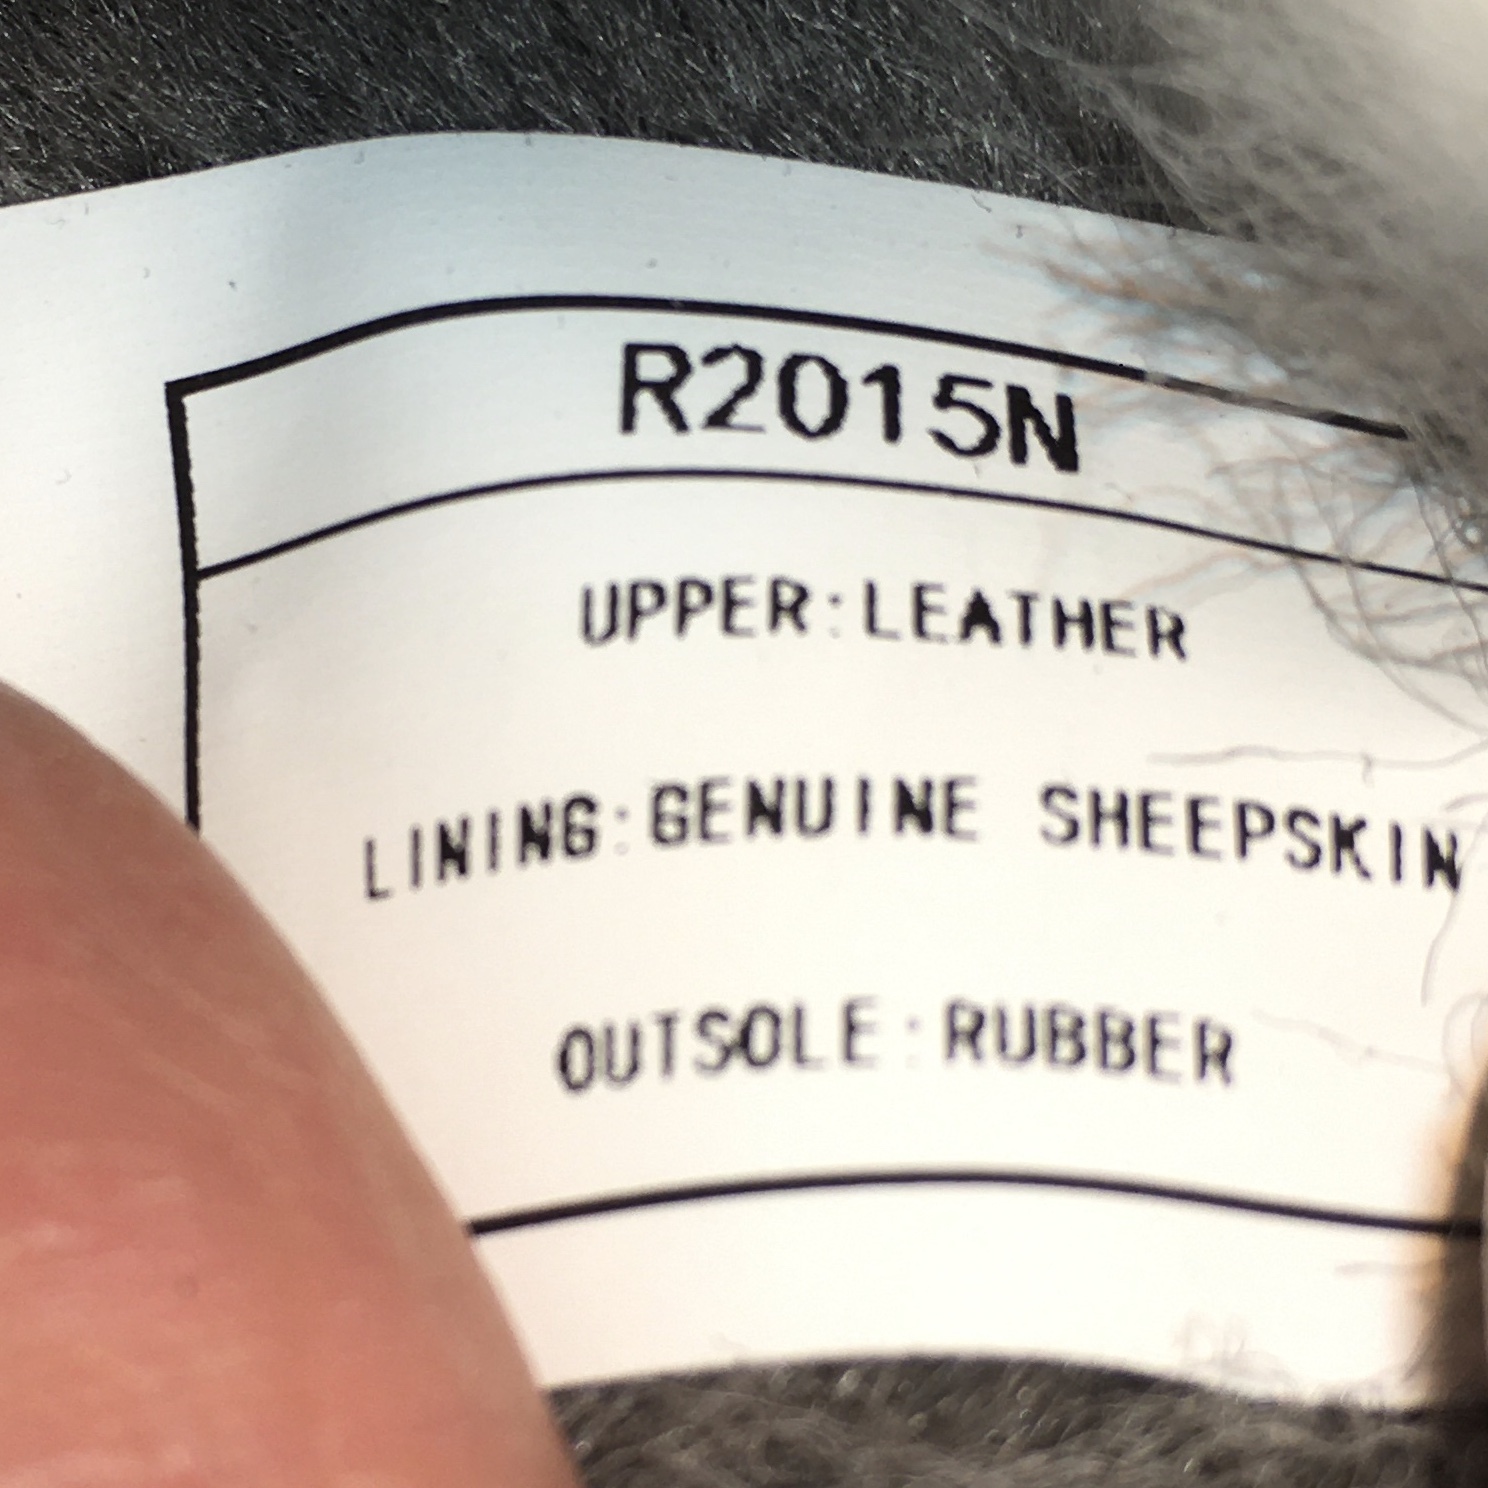 R2015N
UPPER:LEATHER
LINING:GENUINE SHEEPSKIN
OUTSOLE:RUBBER